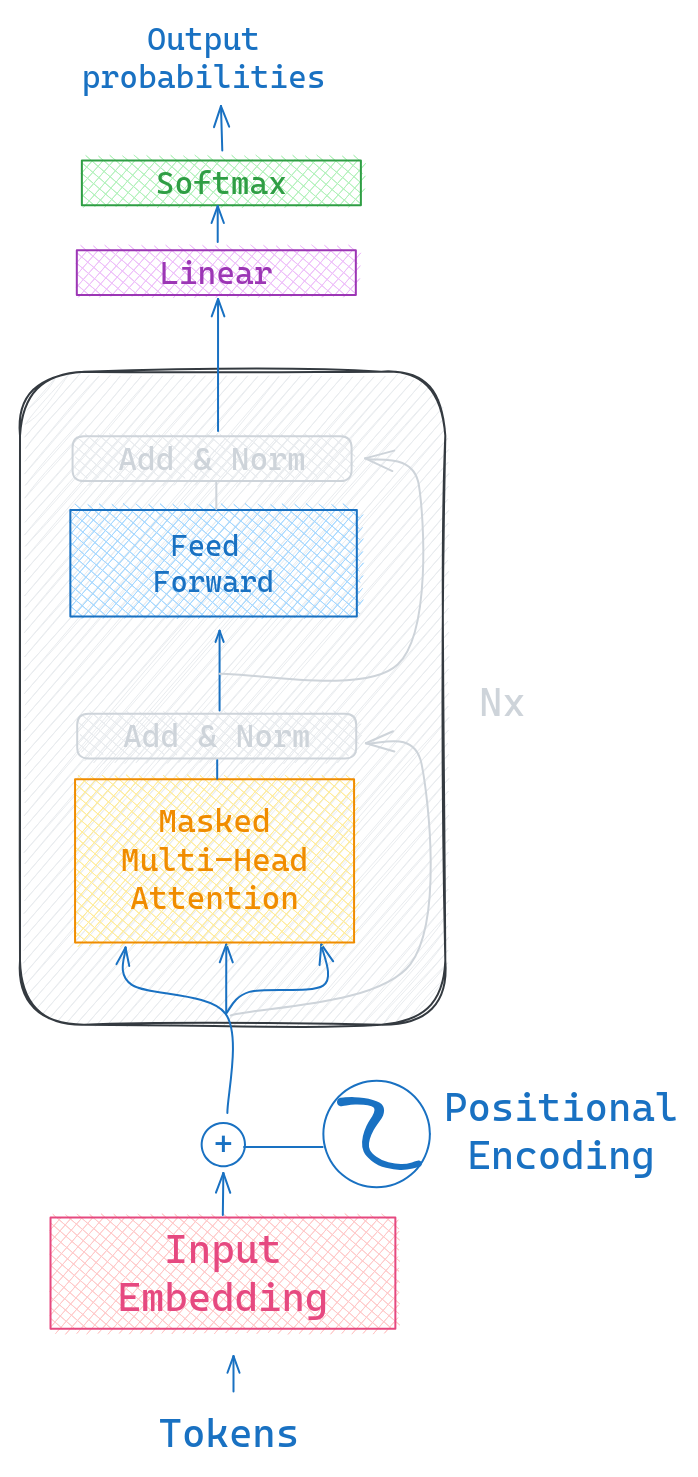 Output
probabilities
Softmax
Linear
Add & Norm
Feed
Forward
Nx
Add & Norm
Masked
Multi-Head
Attention
+
Positional
Encoding
Input
Embedding
Tokens